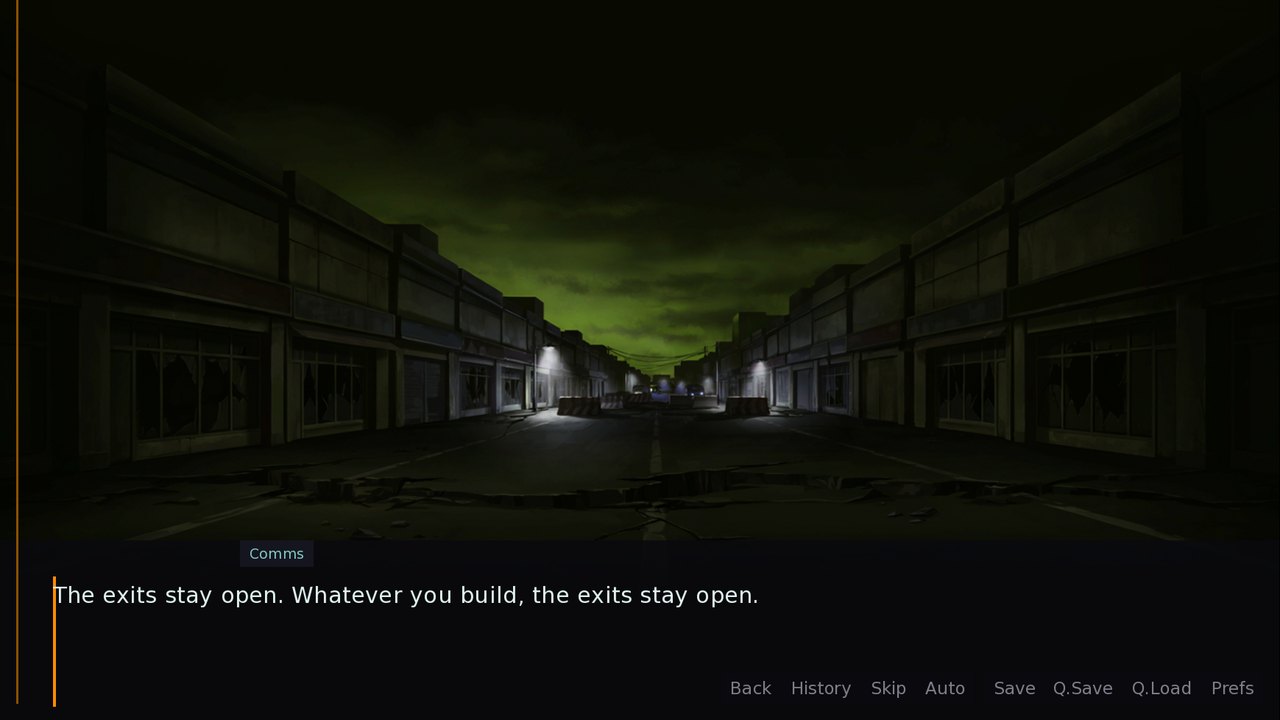 Comms
The exits stay open. Whatever you build, the exits stay open.
Back History Skip Auto Save Q.Save Q.Load Prefs